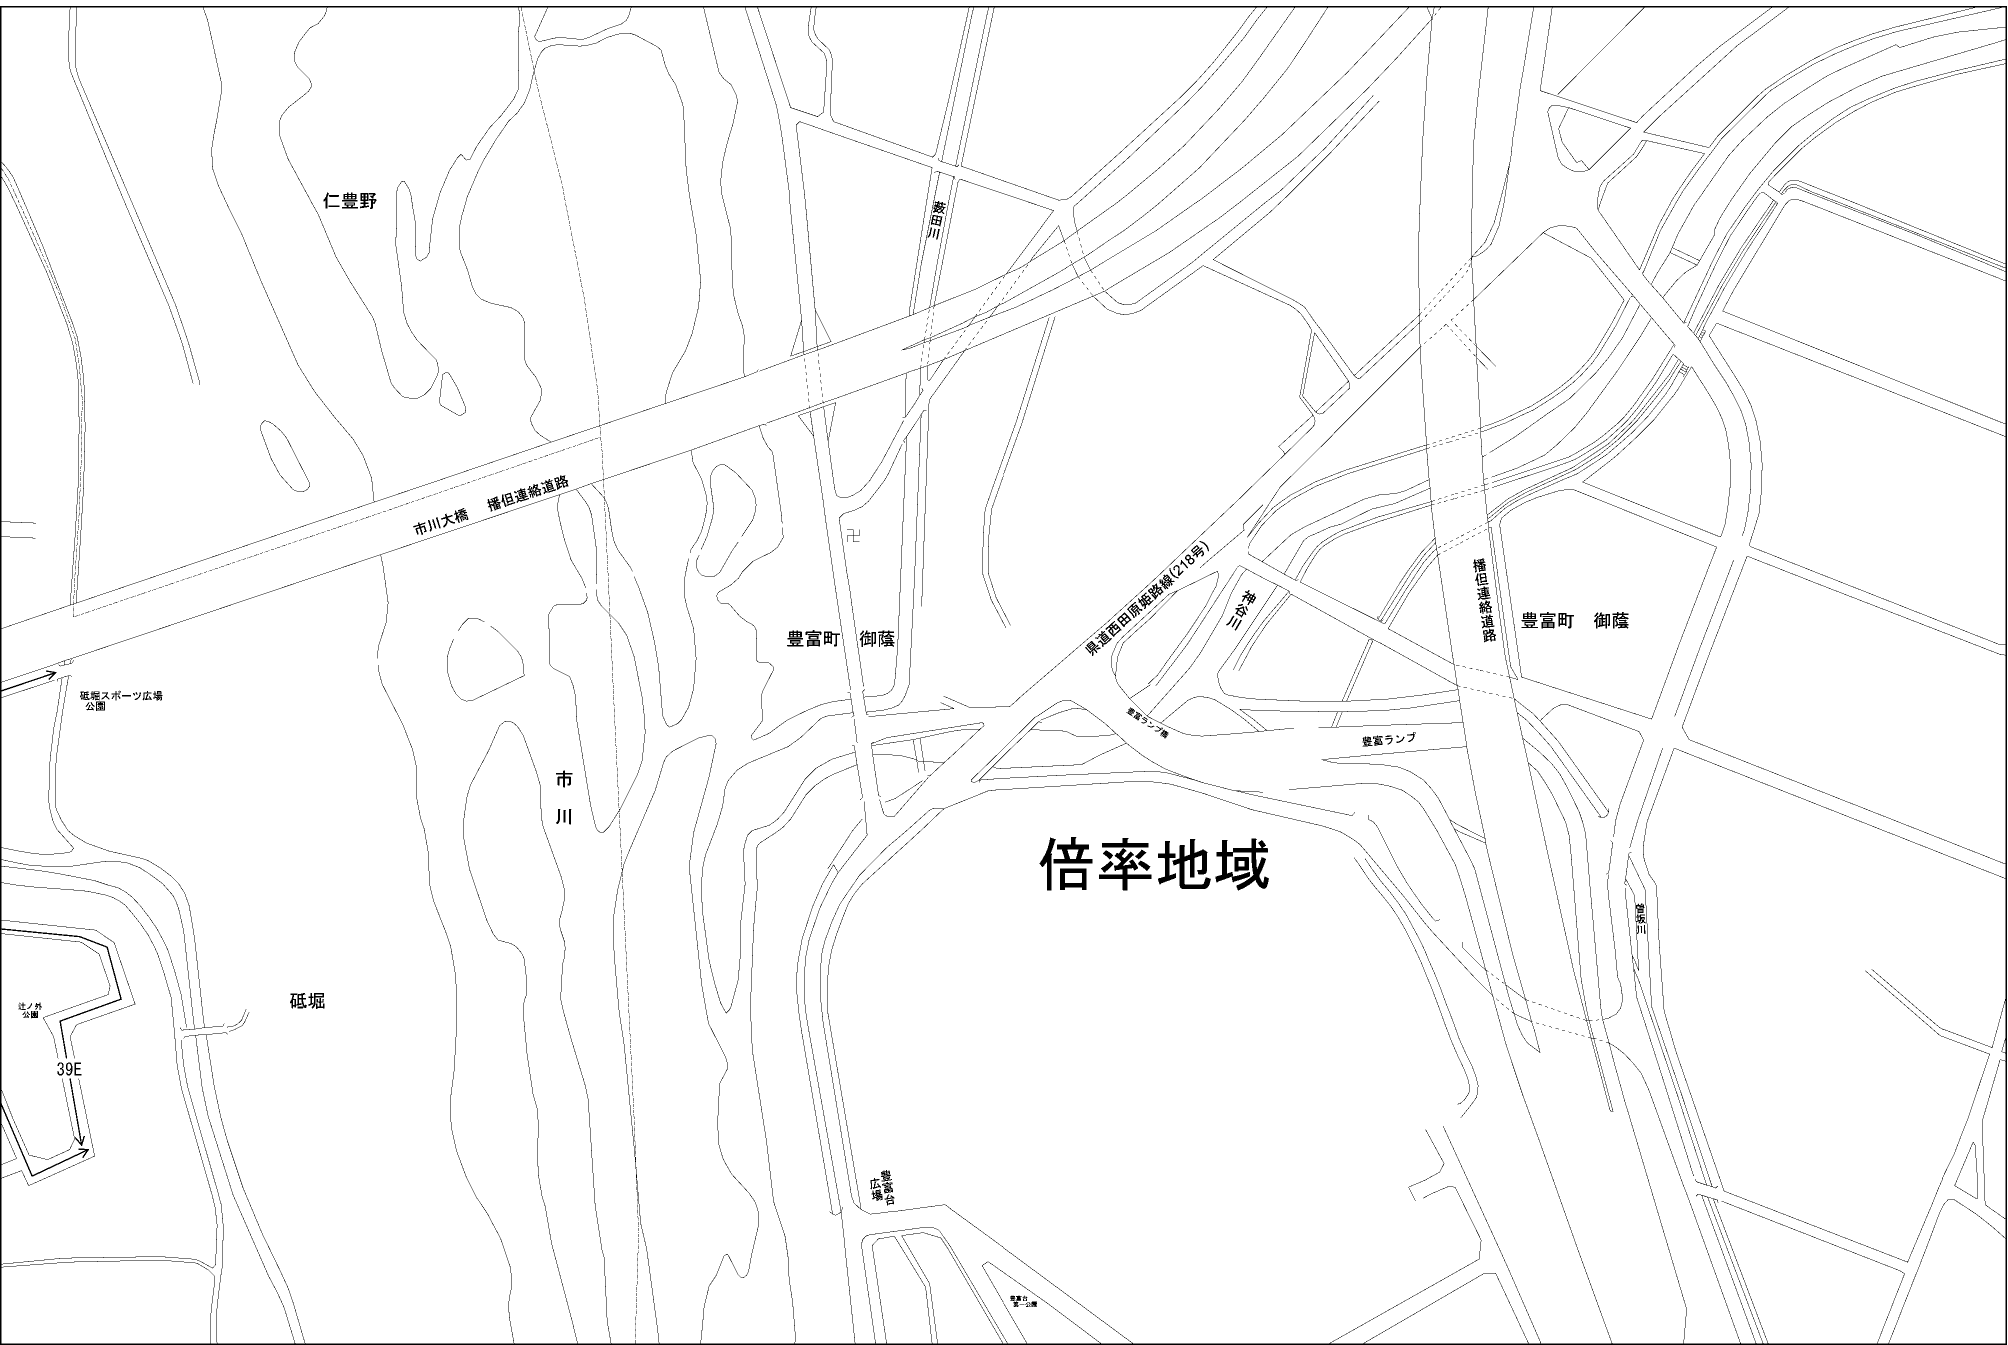 仁豊野
薮田川
市川大橋　播但連絡道路
卍
県道西田原姫路線(218号)
神谷川
播但連絡道路
豊富町　御蔭
豊富町　御蔭
砥堀スポーツ広場
公園
豊富ランプ橋
豊富ランプ
市
川
倍率地域
曽坂川
辻ノ外
公園
砥堀
39E
豊富台
広場
豊富台
第一公園